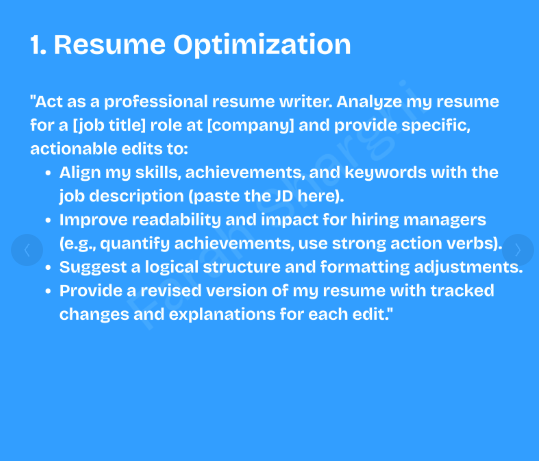 1. Resume Optimization
"Act as a professional resume writer. Analyze my resume
for a [job title] role at [company] and provide specific,
actionable edits to:
• Align my skills, achievements, and keywords with the
job description (paste the JD here).
• Improve readability and impact for hiring managers
(e.g., quantify achievements, use strong action verbs).
• Suggest a logical structure and formatting adjustments.
• Provide a revised version of my resume with tracked
changes and explanations for each edit."